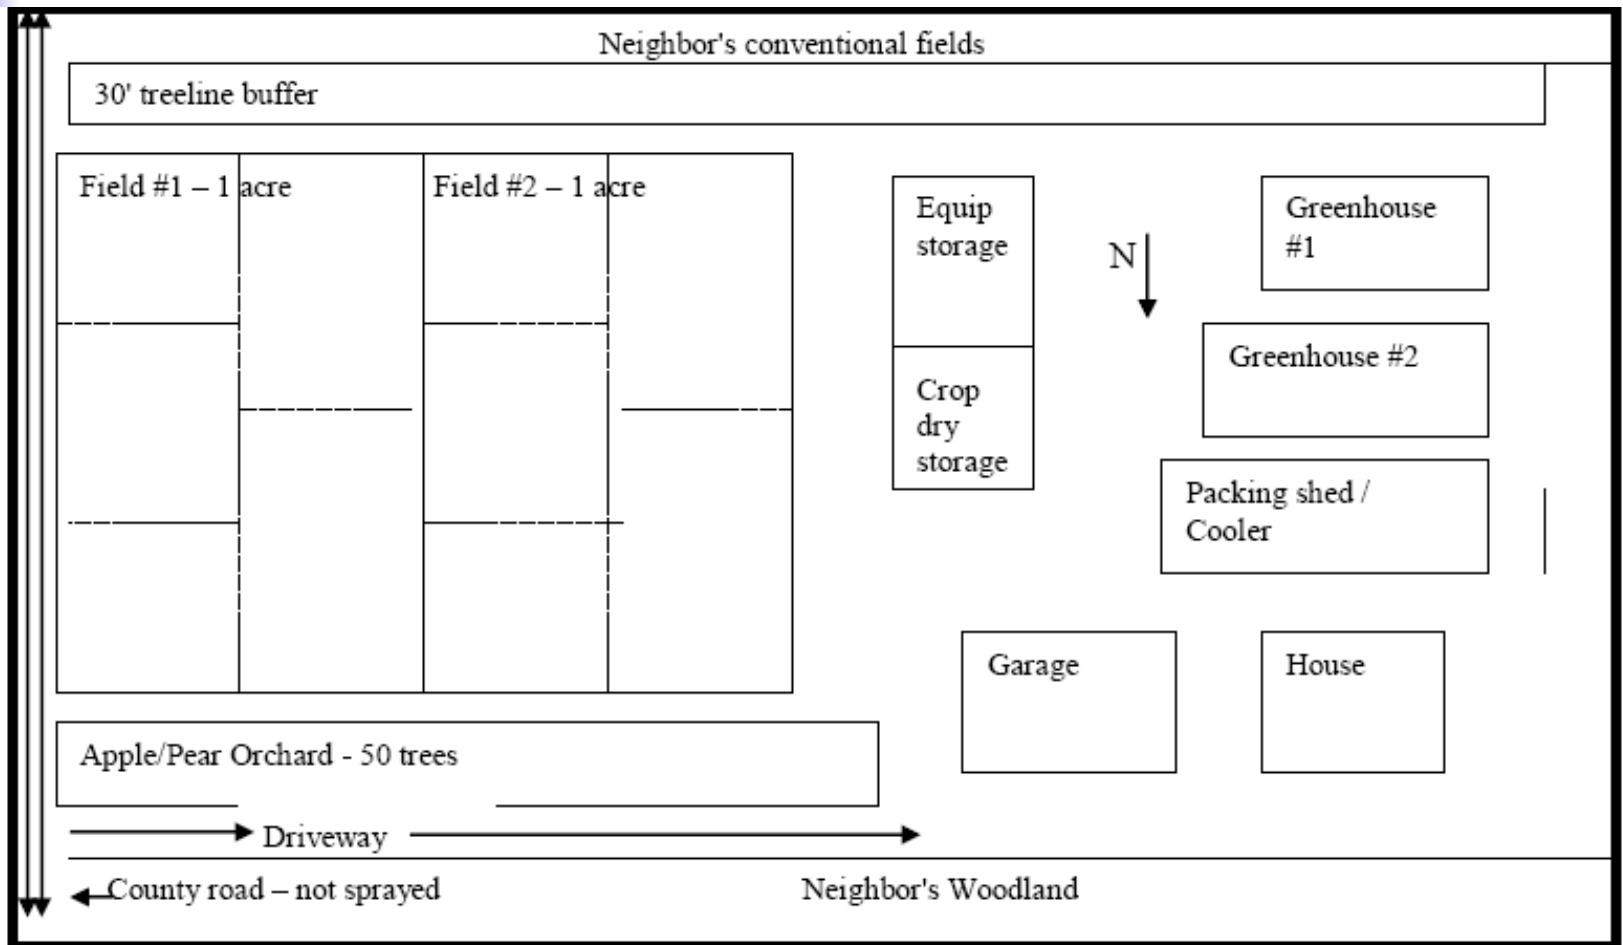 Neighbor's conventional fields
30' treeline buffer
Field #1 – 1 acre
Field #2 – 1 acre
Equip
storage
N
Greenhouse
#1
Greenhouse #2
Crop
dry
storage
Packing shed /
Cooler
Garage
House
Apple/Pear Orchard - 50 trees
Driveway
County road – not sprayed
Neighbor's Woodland